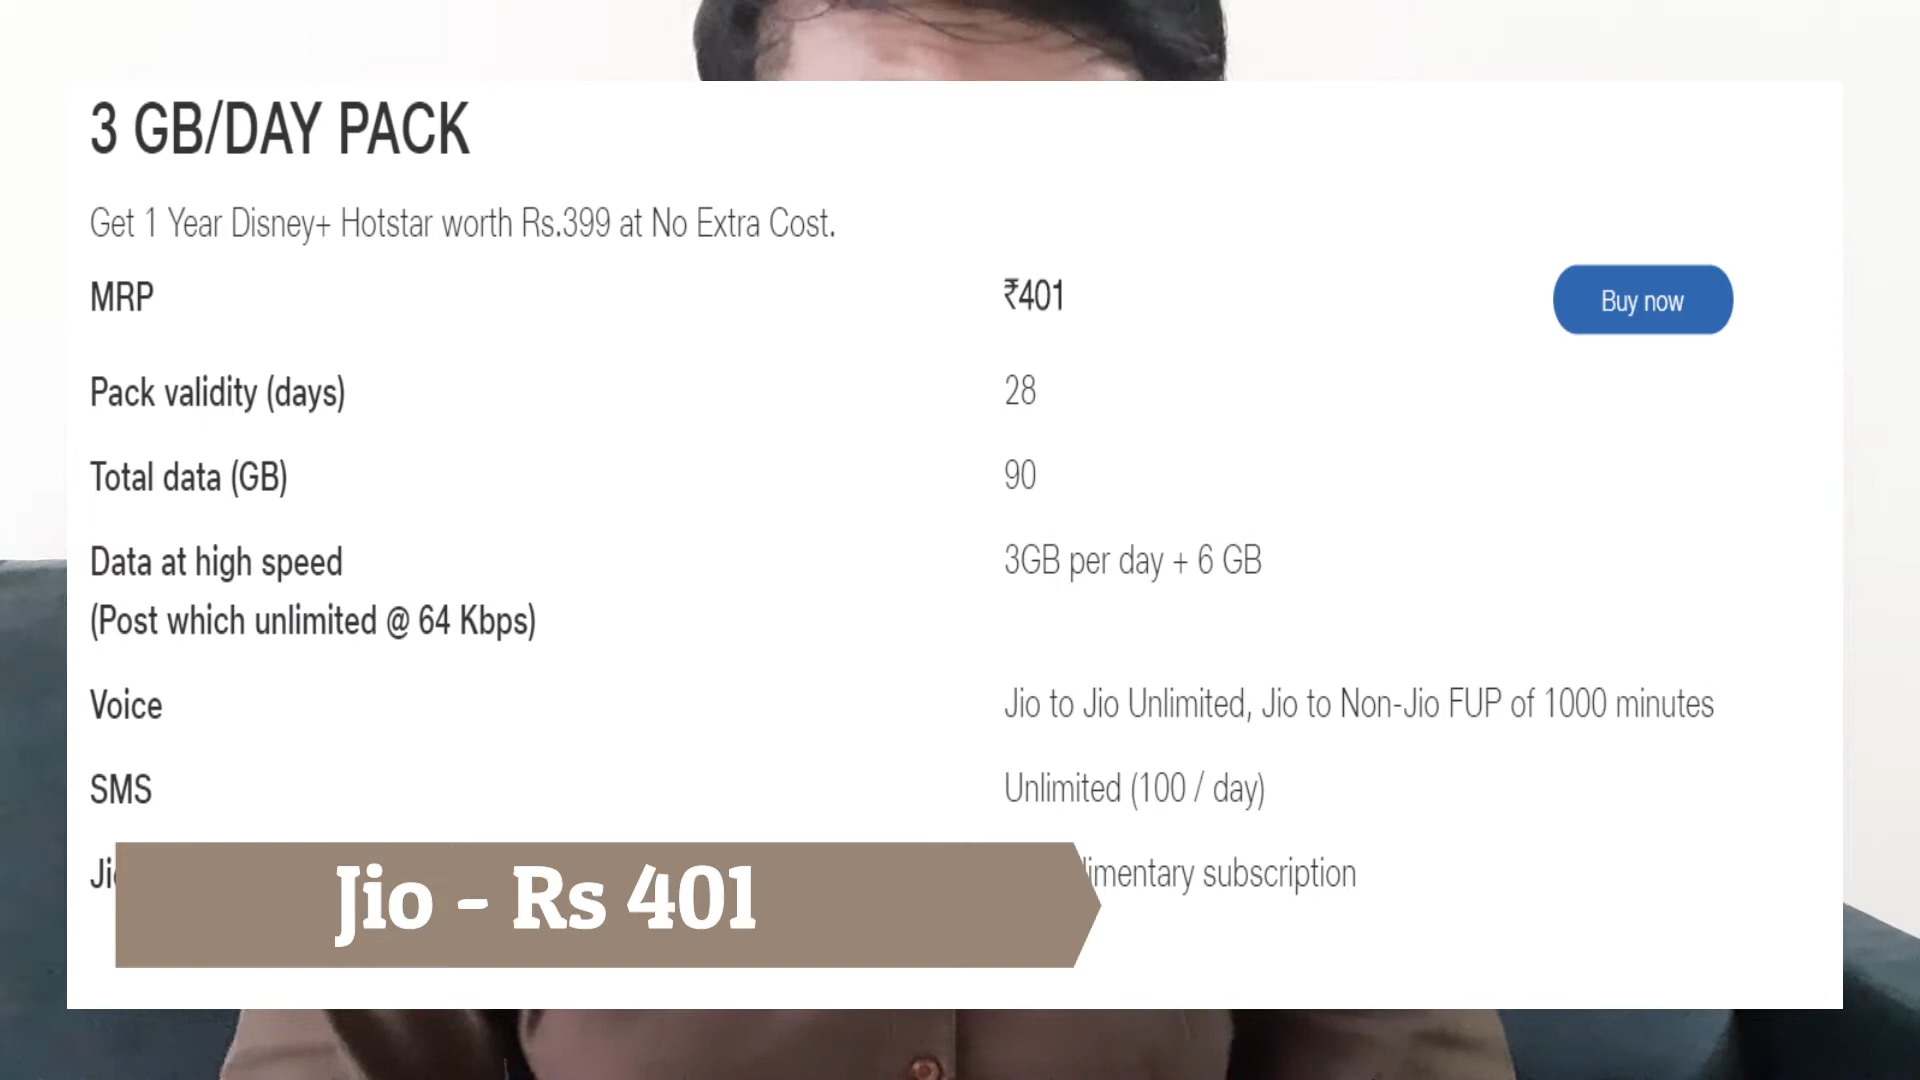 3 GB/DAY PACK
Get 1 Year Disney+ Hotstar worth Rs.399 at No Extra Cost.
MRP ₹401 Buy now
Pack validity (days) 28
Total data (GB) 90
Data at high speed 3GB per day + 6 GB
(Post which unlimited @ 64 Kbps)
Voice Jio to Jio Unlimited, Jio to Non-Jio FUP of 1000 minutes
SMS Unlimited (100 / day)
subscription
Jio - Rs 401